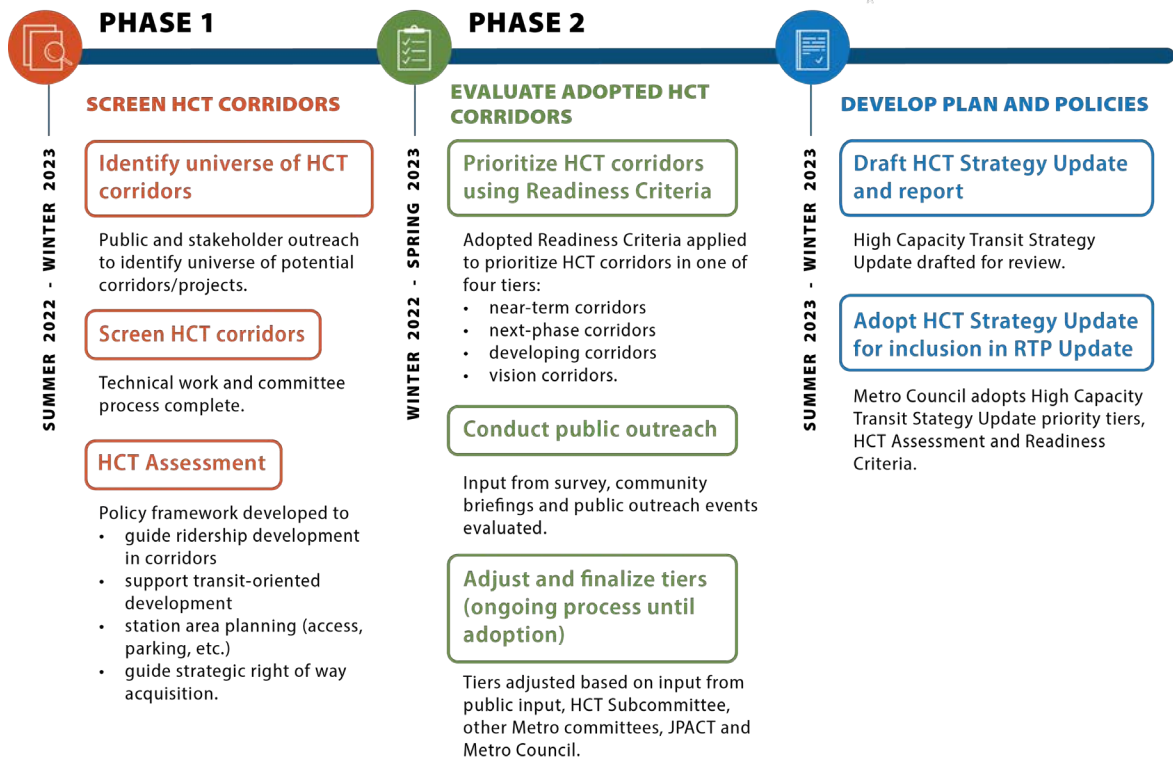 PHASE 1
SUMMER 2022 - WINTER 2023
SCREEN HCT CORRIDORS
Identify universe of HCT
corridors
Public and stakeholder outreach
to identify universe of potential
corridors/projects.
Screen HCT corridors
Technical work and committee
process complete.
HCT Assessment
Policy framework developed to
• guide ridership development
in corridors
• support transit-oriented
development
• station area planning (access,
parking, etc.)
• guide strategic right of way
acquisition.
PHASE 2
WINTER 2022 - SPRING 2023
EVALUATE ADOPTED HCT
CORRIDORS
Prioritize HCT corridors
using Readiness Criteria
Adopted Readiness Criteria applied
to prioritize HCT corridors in one of
four tiers:
• near-term corridors
• next-phase corridors
• developing corridors
• vision corridors.
Conduct public outreach
Input from survey, community
briefings and public outreach events
evaluated.
Adjust and finalize tiers
(ongoing process until
adoption)
Tiers adjusted based on input from
public input, HCT Subcommittee,
other Metro committees, JPACT and
Metro Council.
SUMMER 2023 - WINTER 2023
DEVELOP PLAN AND POLICIES
Draft HCT Strategy Update
and report
High Capacity Transit Strategy
Update drafted for review.
Adopt HCT Strategy Update
for inclusion in RTP Update
Metro Council adopts High Capacity
Transit Stategy Update priority tiers,
HCT Assessment and Readiness
Criteria.